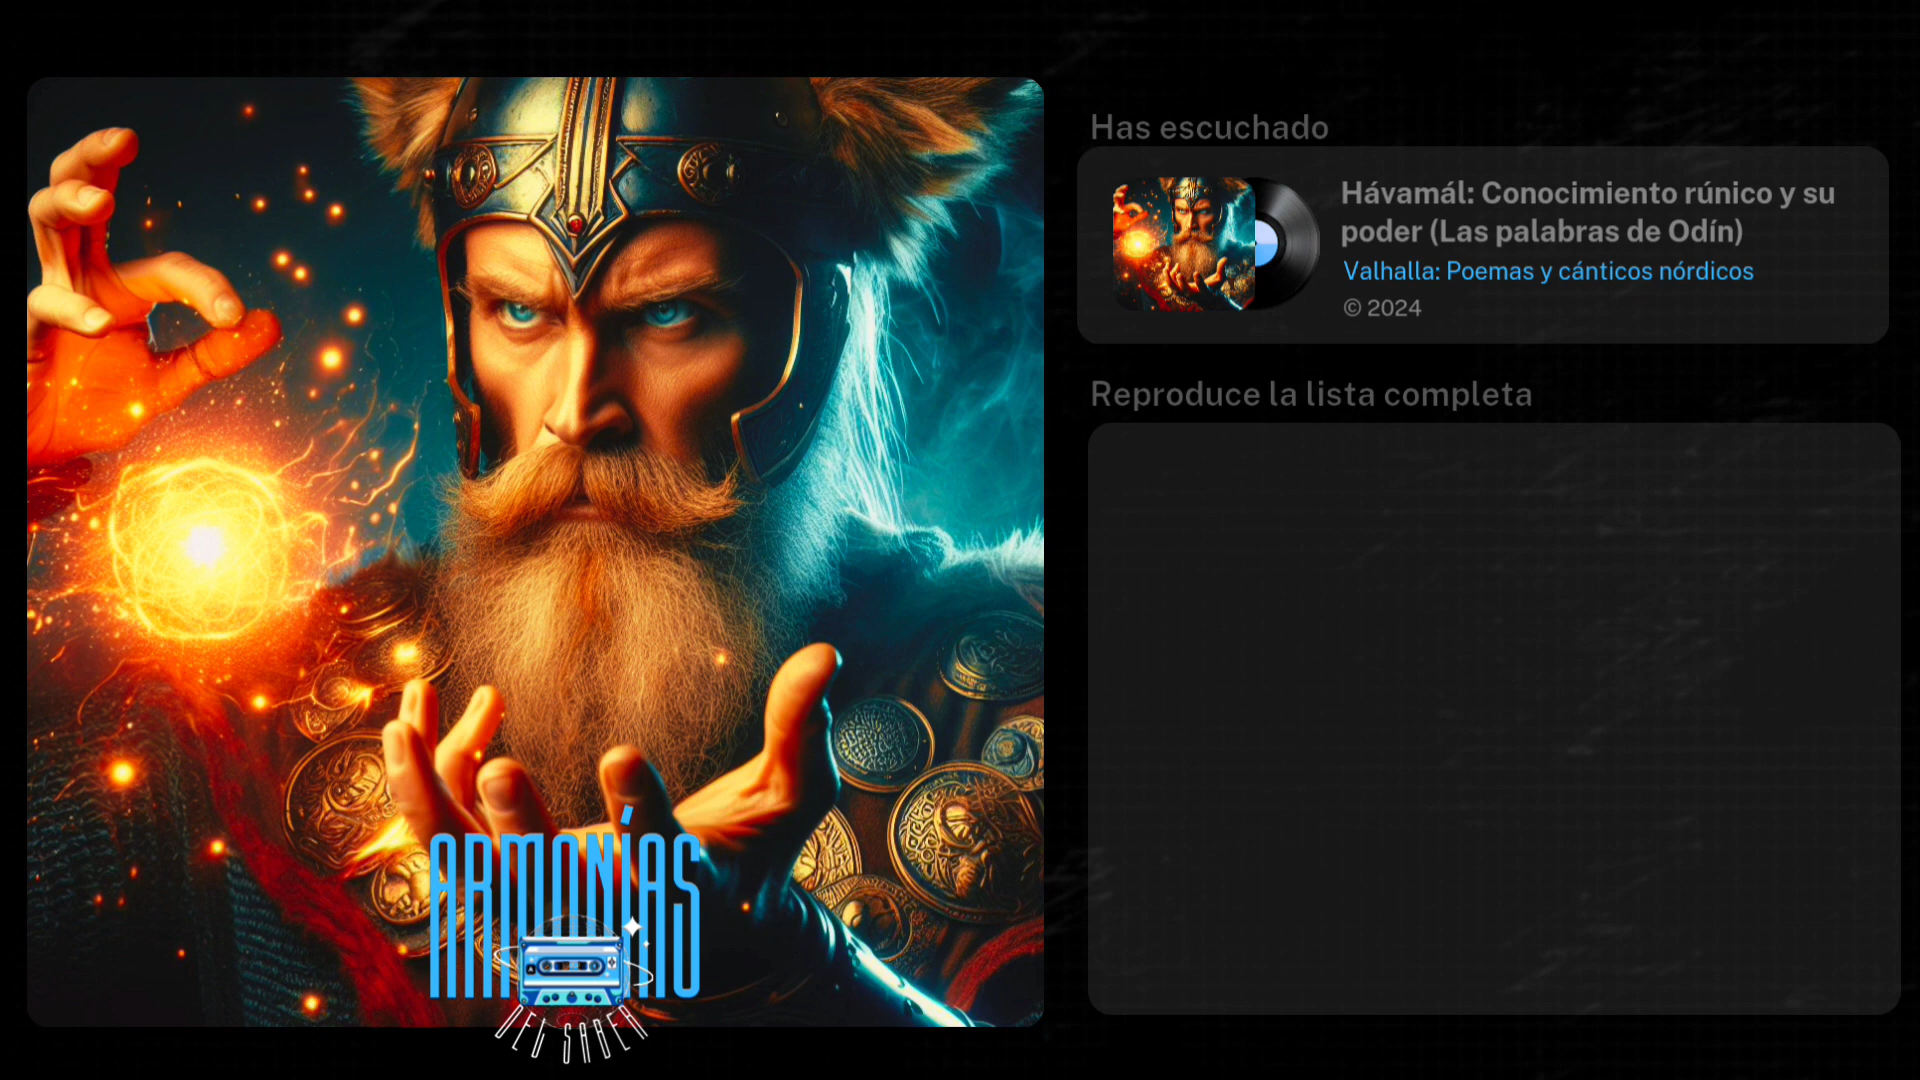 Has escuchado
Hávamál: Conocimiento rúnico y su
poder (Las palabras de Odín)
Valhalla: Poemas y cánticos nórdicos
© 2024
Reproduce la lista completa
ARMONÍAS
DEL SABER